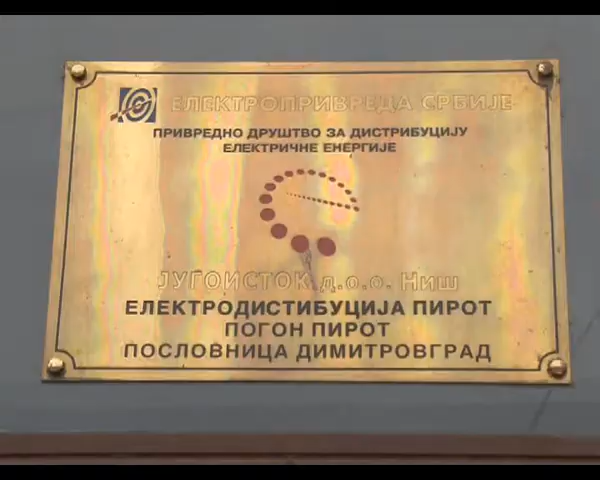 ЕЛЕКТРОПРИВРЕДА СРБИЈЕ
ПРИВРЕДНО ДРУШТВО ЗА ДИСТРИБУЦИЈУ
ЕЛЕКТРИЧНЕ ЕНЕРГИЈЕ
ЈУГОИСТОК д.о.о. Ниш
ЕЛЕКТРОДИСТИБУЦИЈА ПИРОТ
ПОГОН ПИРОТ
ПОСЛОВНИЦА ДИМИТРОВГРАД